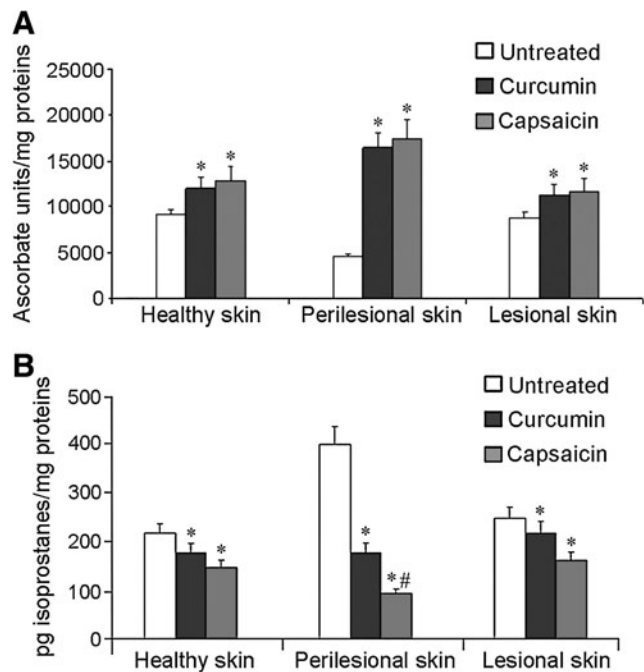 A
Ascorbate units/mg proteins
25000
20000
15000
10000
5000
0
Untreated
Curcumin
Capsaicin
* *
* *
* *
Healthy skin Perilesional skin Lesional skin
B
pg isoprostanes/mg proteins
500
400
300
200
100
0
Untreated
Curcumin
Capsaicin
* *
* *#
* *
Healthy skin Perilesional skin Lesional skin